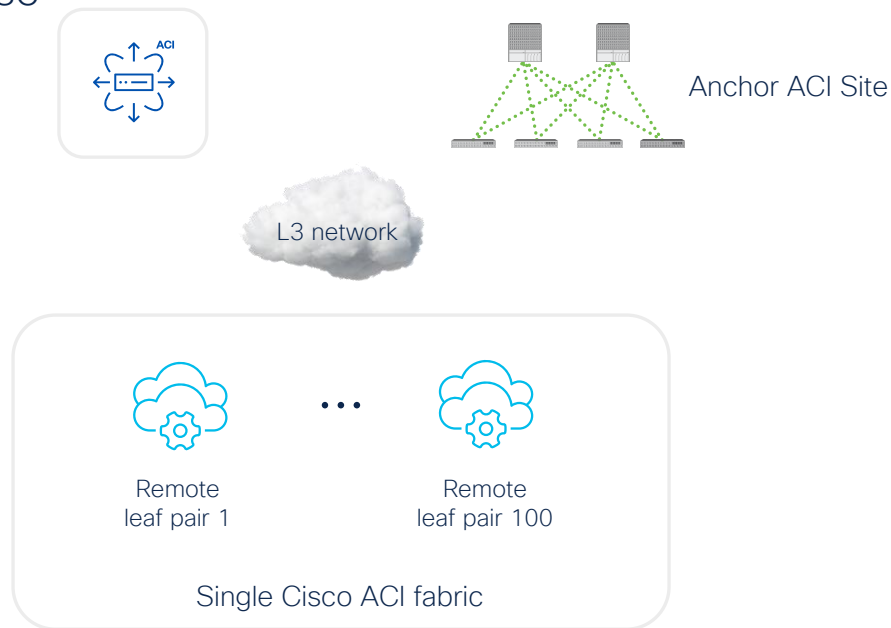 ACI
Anchor ACI Site
L3 network
...
Remote
leaf pair 1
Remote
leaf pair 100
Single Cisco ACI fabric